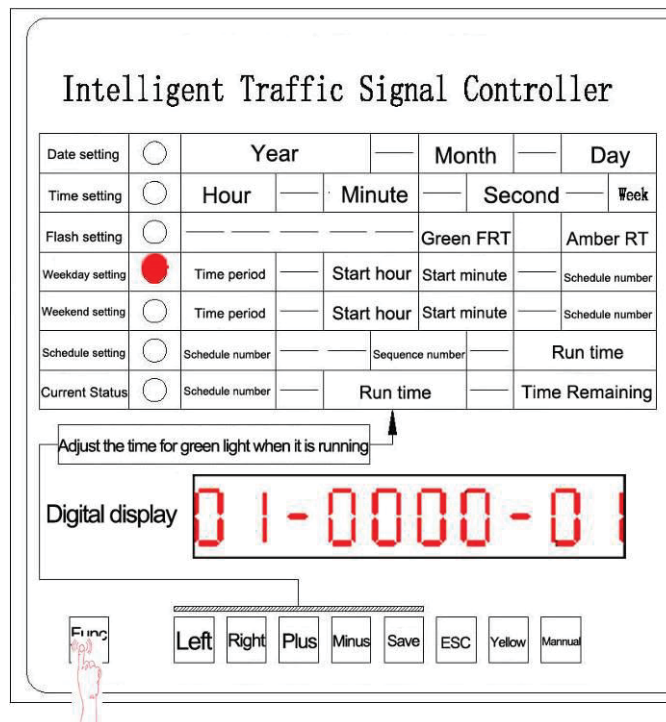 Intelligent Traffic Signal Controller
Date setting Year — Month — Day
Time setting Hour — Minute — Second — Week
Flash setting — — — — — Green FRT Amber RT
Weekday setting Time period — Start hour Start minute — Schedule number
Weekend setting Time period — Start hour Start minute — Schedule number
Schedule setting Schedule number — — Sequence number — Run time
Current Status Schedule number — Run time — Time Remaining
Adjust the time for green light when it is running
Digital display 01-0000-01
Func Left Right Plus Minus Save ESC Yellow Mannual